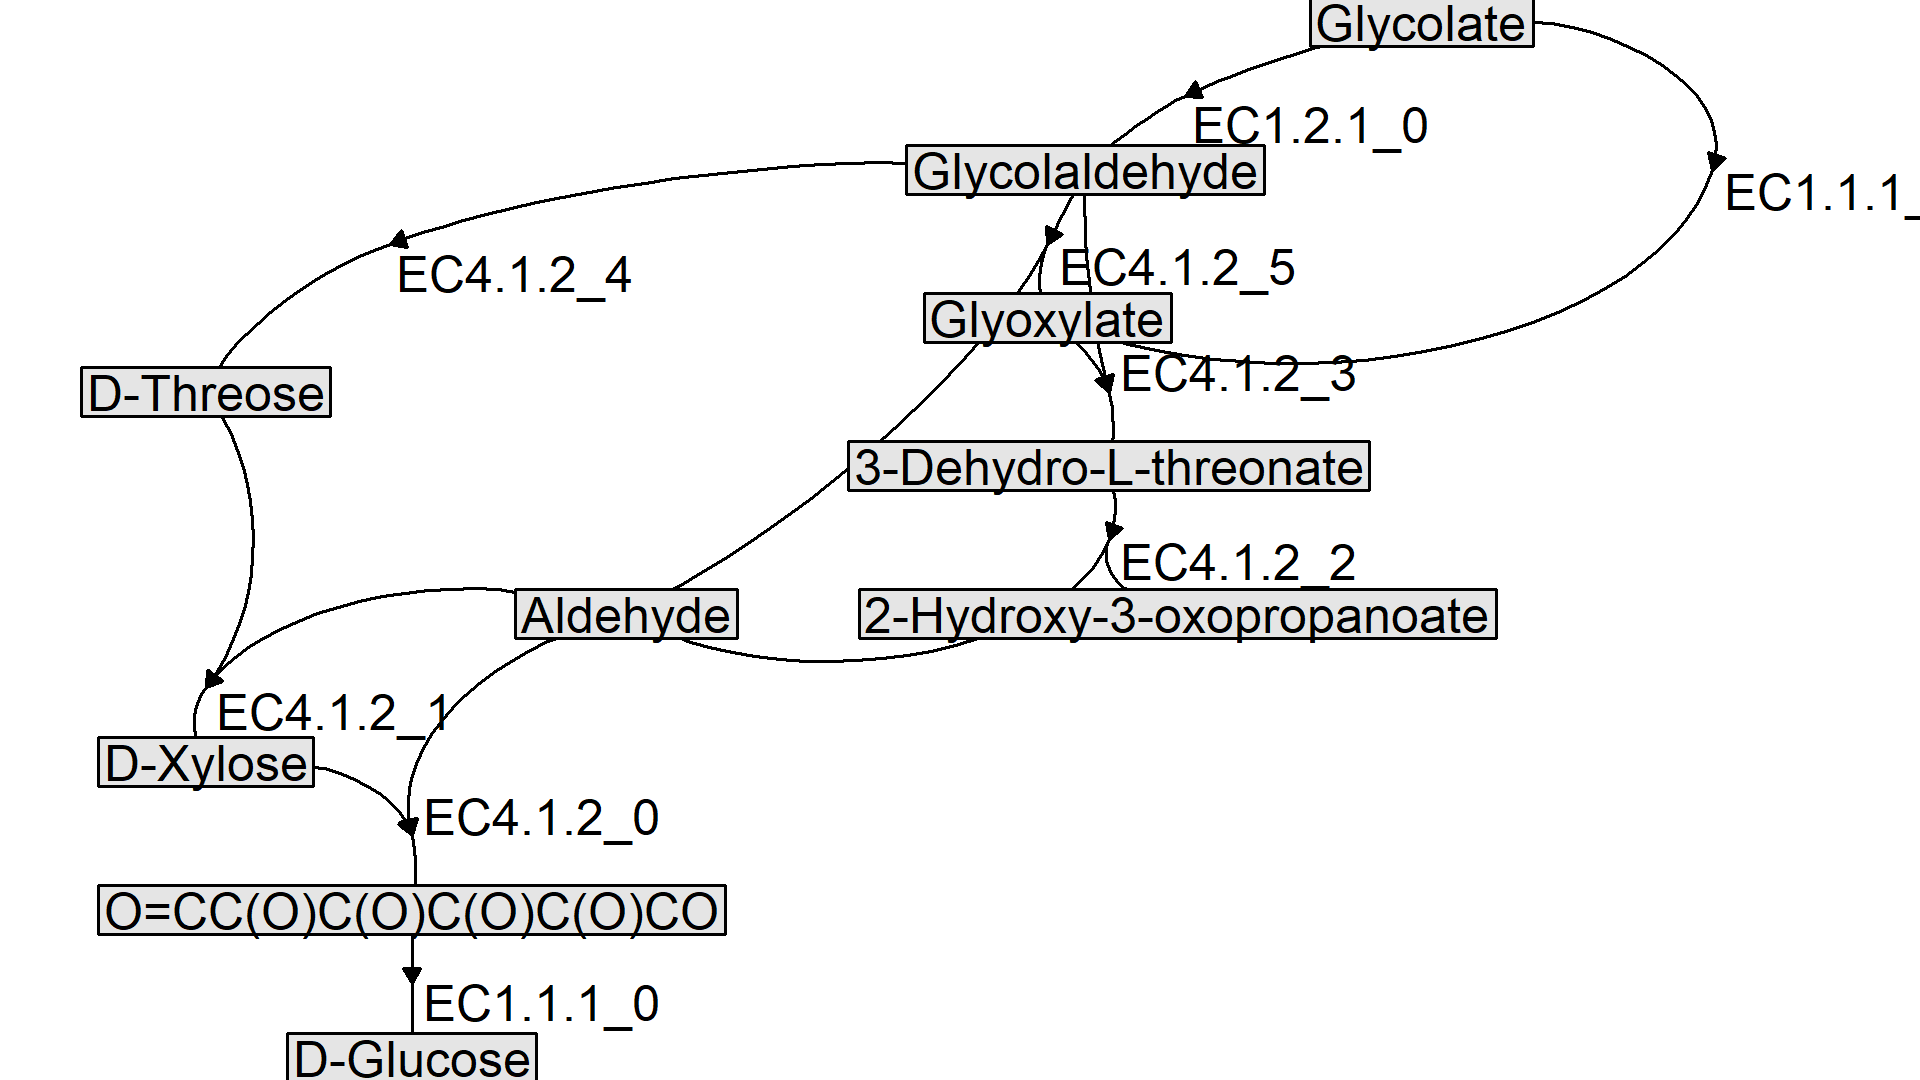 Glycolate
EC1.2.1_0
Glycolaldehyde
EC1.1.1_
EC4.1.2_4
EC4.1.2_5
Glyoxylate
EC4.1.2_3
D-Threose
3-Dehydro-L-threonate
EC4.1.2_2
Aldehyde
2-Hydroxy-3-oxopropanoate
EC4.1.2_1
D-Xylose
EC4.1.2_0
O=CC(O)C(O)C(O)C(O)CO
EC1.1.1_0
D-Glucose